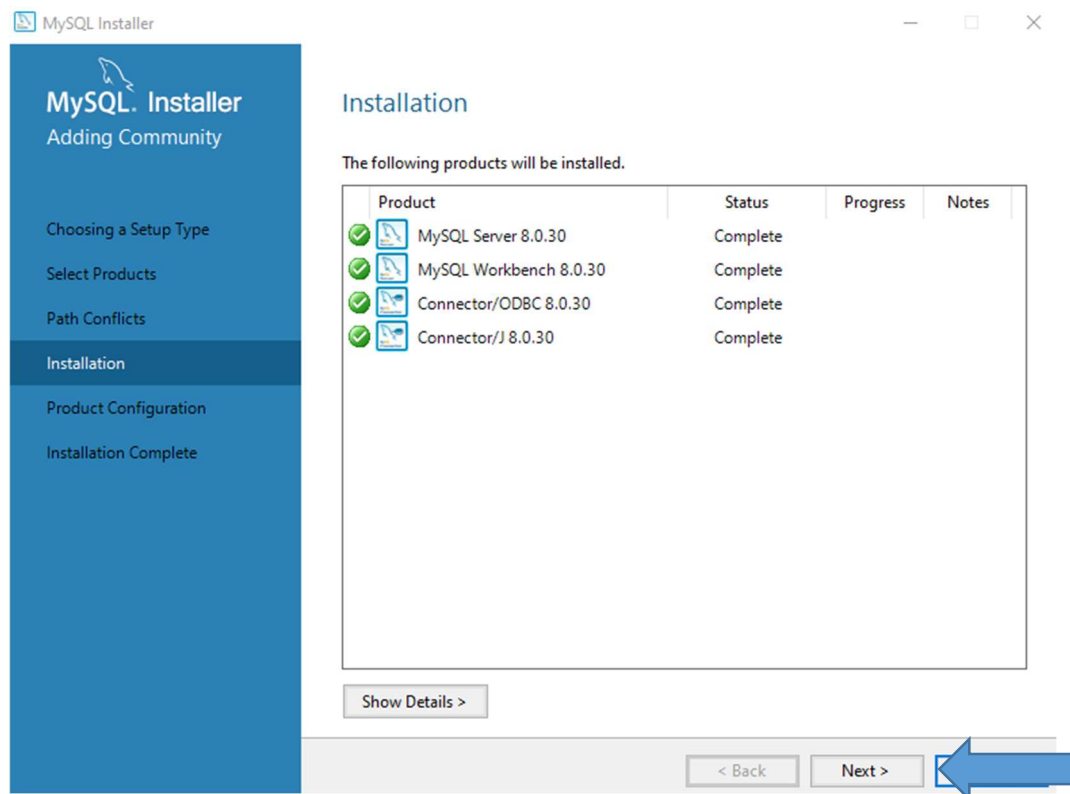 MySQL Installer
MySQL. Installer
Adding Community
Choosing a Setup Type
Select Products
Path Conflicts
Installation
Product Configuration
Installation Complete
Installation
The following products will be installed.
Product Status Progress Notes
MySQL Server 8.0.30 Complete
MySQL Workbench 8.0.30 Complete
Connector/ODBC 8.0.30 Complete
Connector/J 8.0.30 Complete
Show Details >
< Back Next >